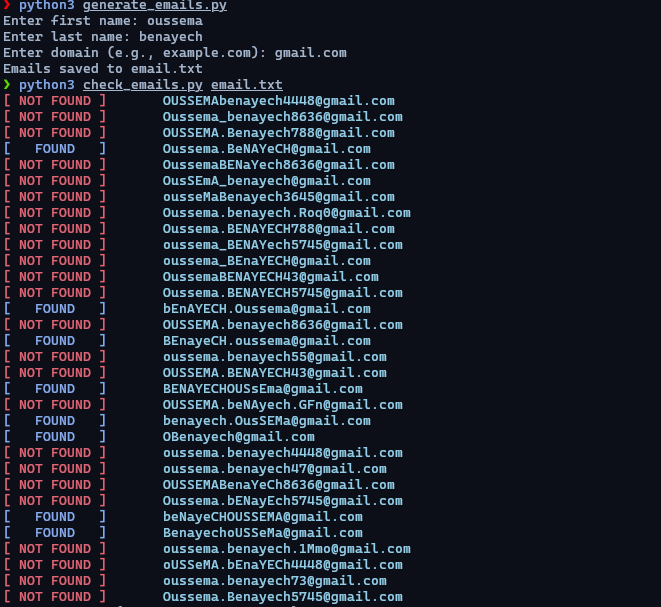 ❯ python3 generate_emails.py
Enter first name: oussema
Enter last name: benayech
Enter domain (e.g., example.com): gmail.com
Emails saved to email.txt
❯ python3 check_emails.py email.txt
[ NOT FOUND ] OUSSEMAbenayech4448@gmail.com
[ NOT FOUND ] Oussema_benayech8636@gmail.com
[ NOT FOUND ] OUSSEMA.Benayech788@gmail.com
[ FOUND ] Oussema.BeNAYeCH@gmail.com
[ NOT FOUND ] OussemaBENaYech8636@gmail.com
[ NOT FOUND ] OusSEmA_benayech@gmail.com
[ NOT FOUND ] ousseMaBenayech3645@gmail.com
[ NOT FOUND ] Oussema.benayech.Roq0@gmail.com
[ NOT FOUND ] Oussema.BENAYECH788@gmail.com
[ NOT FOUND ] oussema_BENAYech5745@gmail.com
[ NOT FOUND ] oussema_BEnaYECH@gmail.com
[ NOT FOUND ] OussemaBENAYECH43@gmail.com
[ NOT FOUND ] Oussema.BENAYECH5745@gmail.com
[ FOUND ] bEnAYECH.Oussema@gmail.com
[ NOT FOUND ] OUSSEMA.benayech8636@gmail.com
[ FOUND ] BEnayeCH.oussema@gmail.com
[ NOT FOUND ] oussema.benayech55@gmail.com
[ NOT FOUND ] OUSSEMA.BENAYECH43@gmail.com
[ FOUND ] BENAYECHOUSsEma@gmail.com
[ NOT FOUND ] OUSSEMA.beNAyech.GFn@gmail.com
[ FOUND ] benayech.OusSEMa@gmail.com
[ FOUND ] OBenayech@gmail.com
[ NOT FOUND ] oussema.benayech4448@gmail.com
[ NOT FOUND ] oussema.benayech47@gmail.com
[ NOT FOUND ] OUSSEMABenaYeCh8636@gmail.com
[ NOT FOUND ] Oussema.bENayEch5745@gmail.com
[ FOUND ] beNayeCHOUSSEMA@gmail.com
[ FOUND ] BenayechoUSSeMa@gmail.com
[ NOT FOUND ] oussema.benayech.1Mmo@gmail.com
[ NOT FOUND ] oUSSeMA.bEnaYECh4448@gmail.com
[ NOT FOUND ] oussema.benayech73@gmail.com
[ NOT FOUND ] Oussema.Benayech5745@gmail.com